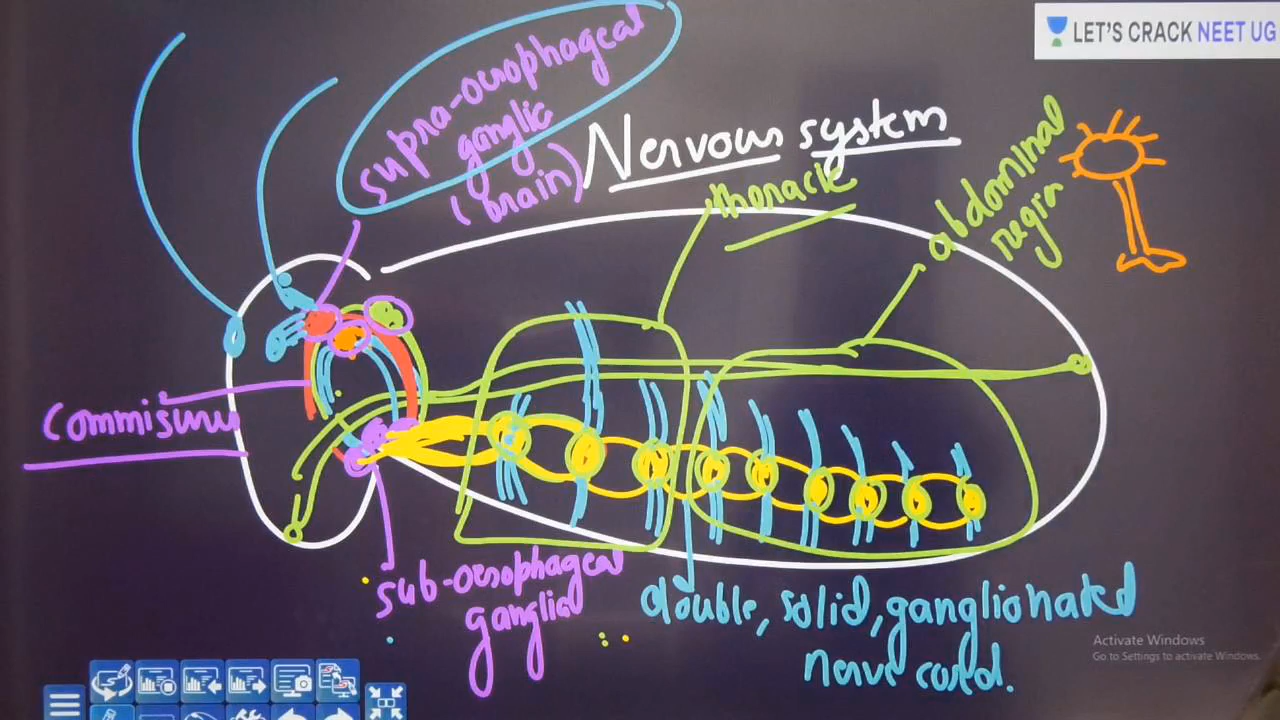 LET'S CRACK NEET UG
supra-oesophageal
ganglia
(brain)
Nervous system
thoracic
abdominal
region
Commisures
sub-oesophageal
ganglia
double, solid, ganglionated
nerve cord.
Activate Windows
Go to Settings to activate Windows.